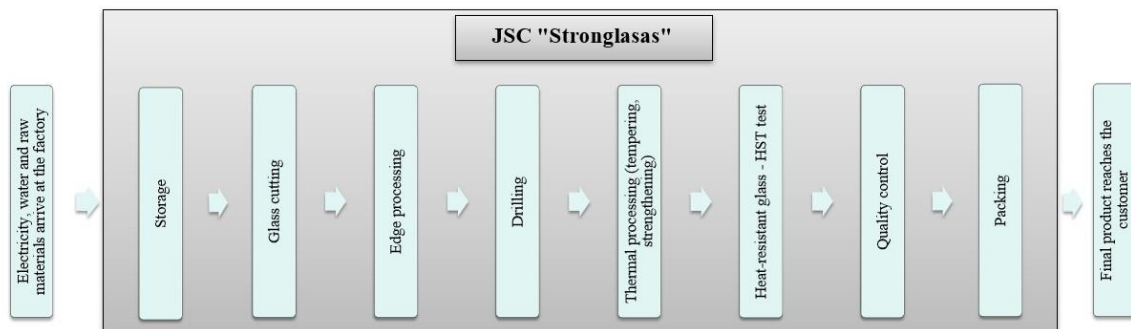 JSC "Stronglasas"
Electricity, water and raw
materials arrive at the factory
Storage
Glass cutting
Edge processing
Drilling
Thermal processing (tempering,
strengthening)
Heat-resistant glass - HST test
Quality control
Packing
Final product reaches the
customer